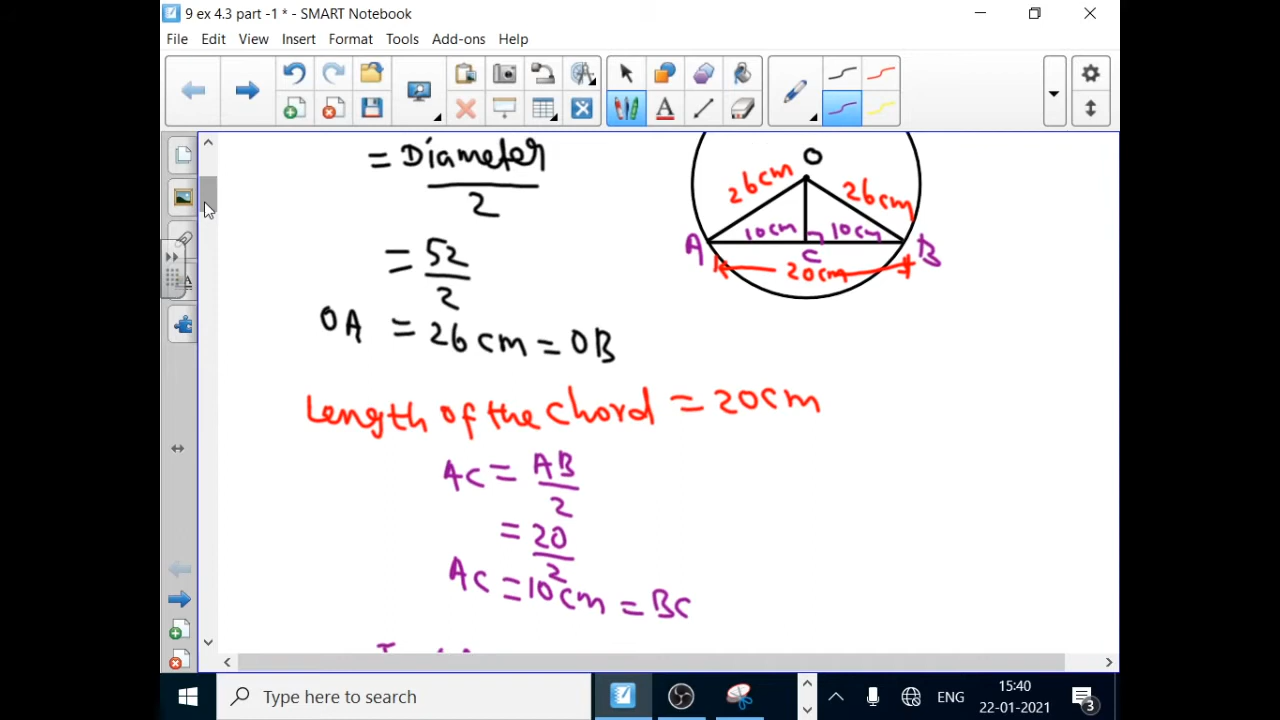 9 ex 4.3 part -1 * - SMART Notebook
File Edit View Insert Format Tools Add-ons Help
= Diameter
2
= 52
2
OA = 26cm = OB
O
26cm 26cm
10cm 10cm
A C B
20cm
Length of the chord = 20cm
AC = AB
2
= 20
2
AC = 10cm = BC
Type here to search
ENG
15:40
22-01-2021
3